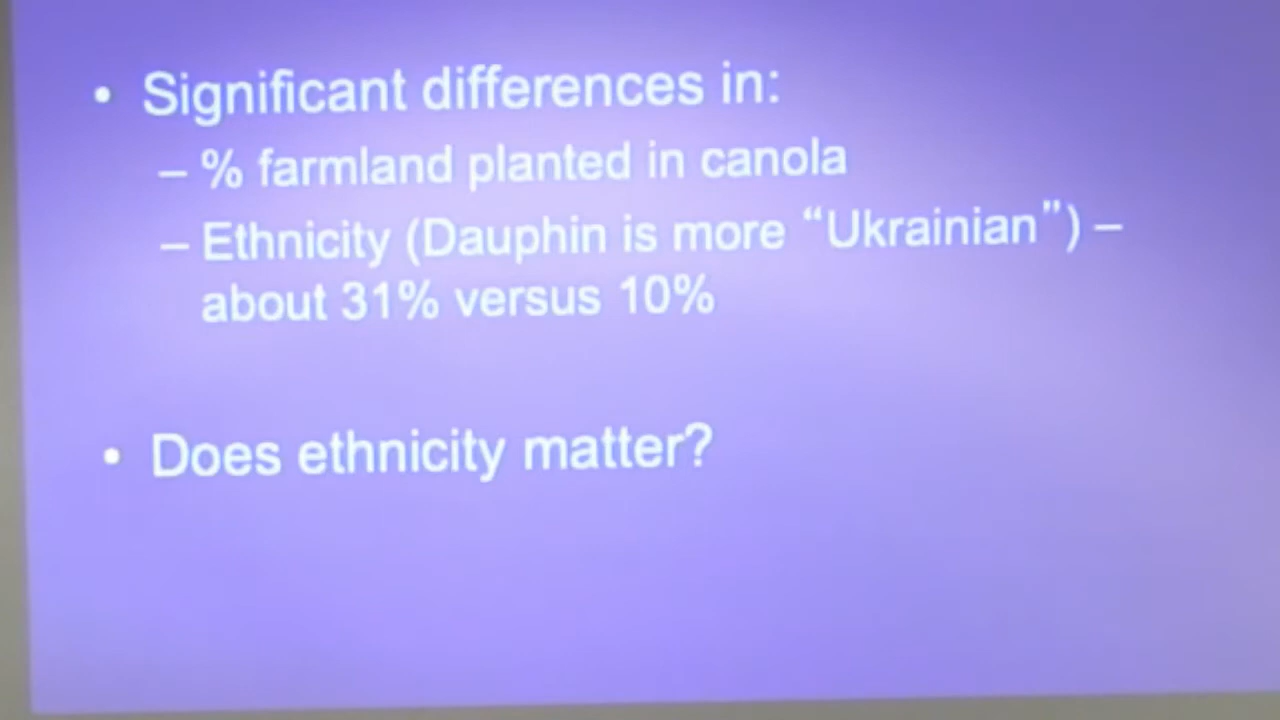 • Significant differences in:
– % farmland planted in canola
– Ethnicity (Dauphin is more “Ukrainian”) –
about 31% versus 10%
• Does ethnicity matter?